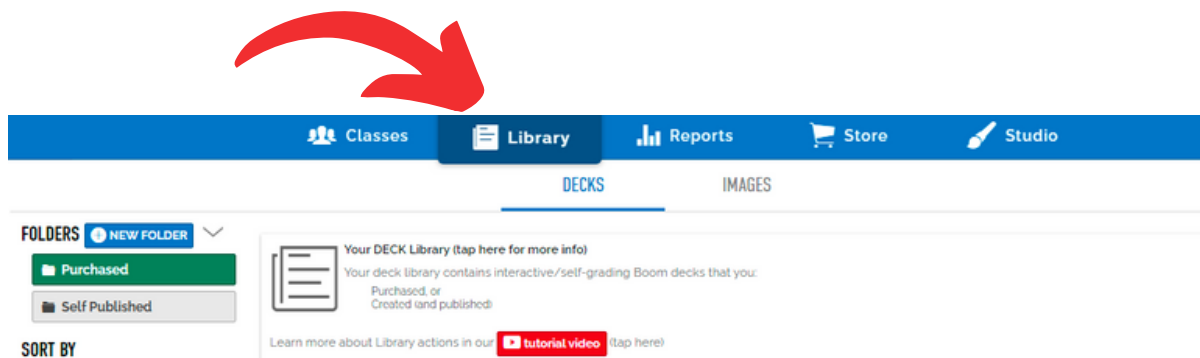 Classes Library Reports Store Studio
DECKS IMAGES
FOLDERS + NEW FOLDER
Purchased
Self Published
SORT BY
Your DECK Library (tap here for more info)
Your deck library contains interactive/self-grading Boom decks that you:
Purchased, or
Created (and published)
Learn more about Library actions in our tutorial video (tap here)